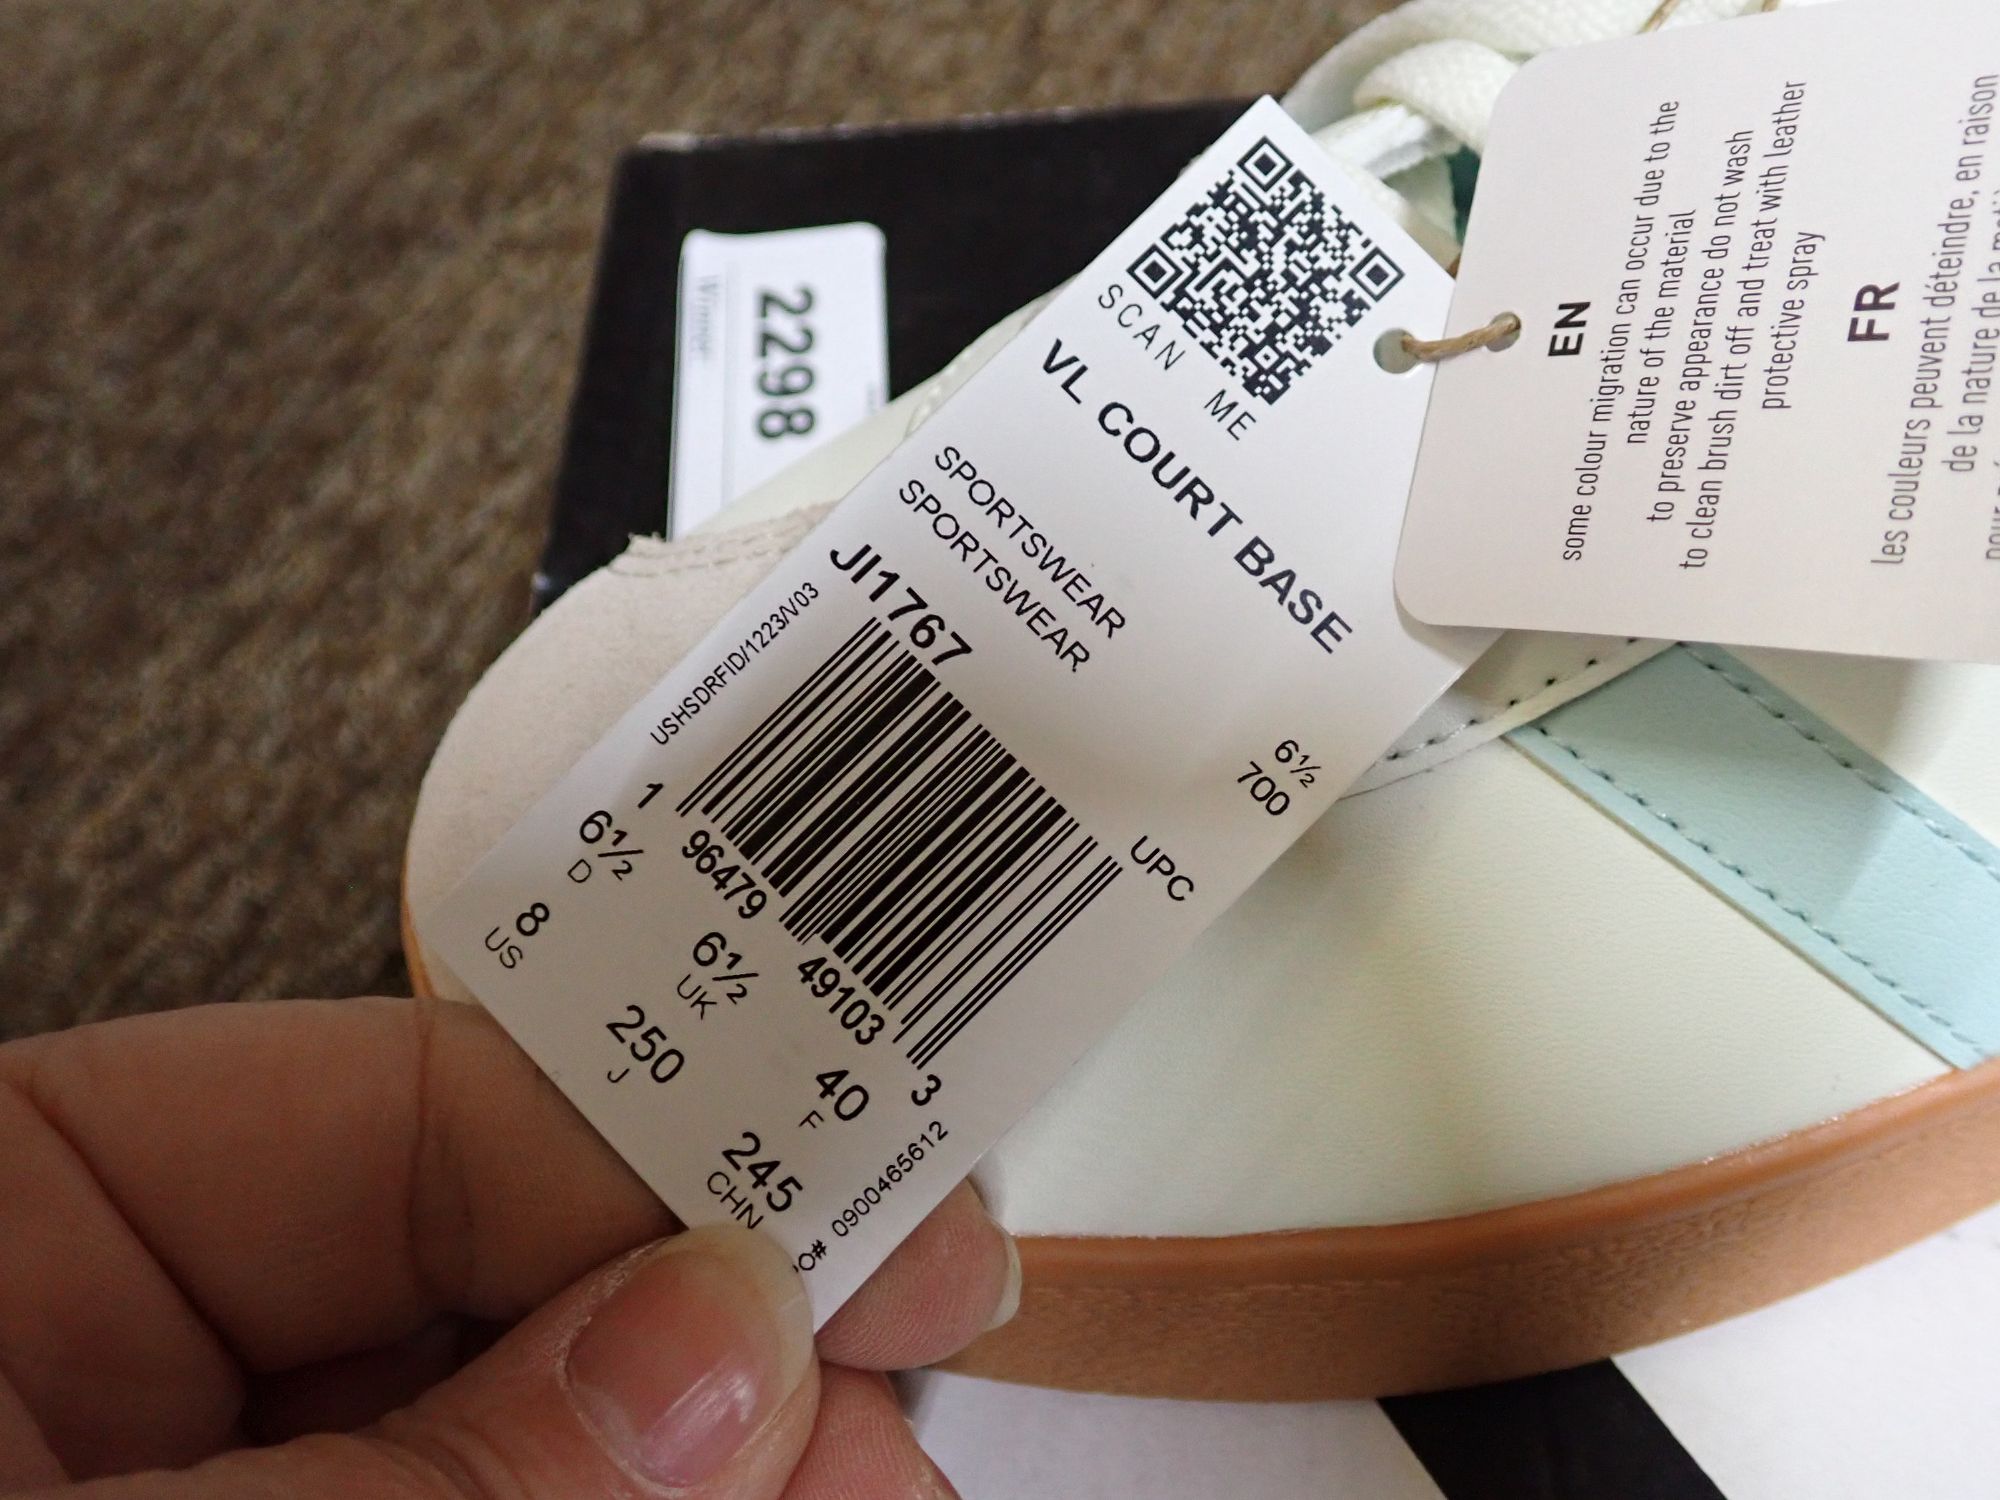 2298
Winner
SCAN ME
VL COURT BASE
SPORTSWEAR
SPORTSWEAR
JI1767
USHSDRFID/1223/V03
6½
700
UPC
1 96479 49103 3
6½ D
6½ UK
40 F
8 US
250 J
245 CHN
O# 0900465612
EN
some colour migration can occur due to the
nature of the material
to preserve appearance do not wash
to clean brush dirt off and treat with leather
protective spray
FR
les couleurs peuvent déteindre, en raison
de la nature de la